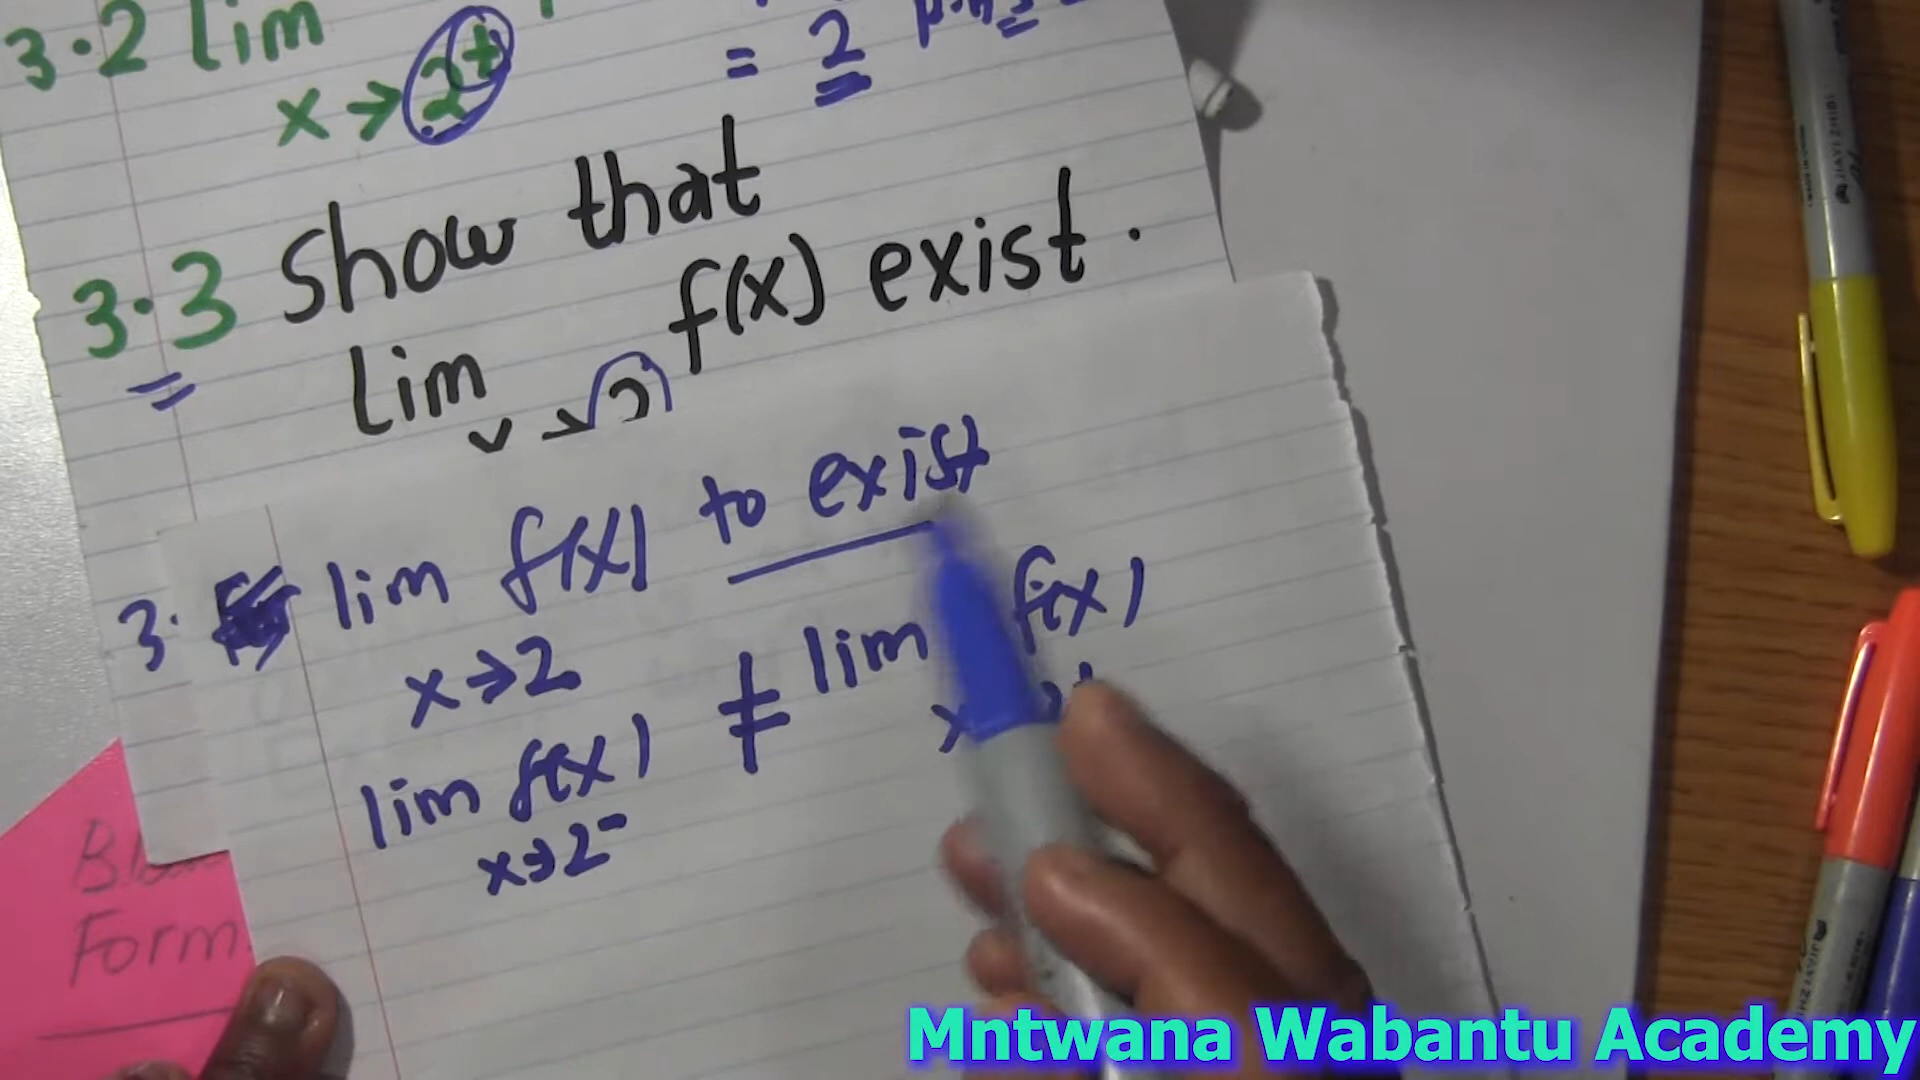 3.2 lim
x → 2⁺
= 2
3.3 Show that
lim f(x) exist.
3. lim f(x) to exist
x→2
lim f(x) ≠ lim f(x)
x→2⁻
Form
Mntwana Wabantu Academy